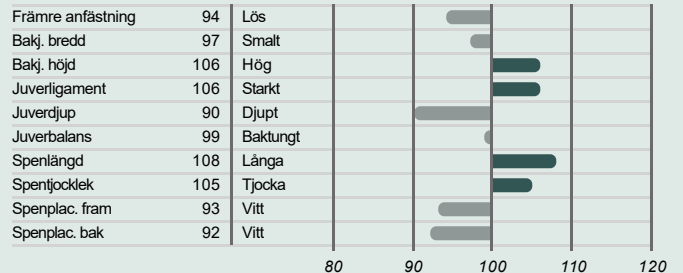 Främre anfästning 94 Lös
Bakj. bredd 97 Smalt
Bakj. höjd 106 Hög
Juverligament 106 Starkt
Juverdjup 90 Djupt
Juverbalans 99 Baktungt
Spenlängd 108 Långa
Spentjocklek 105 Tjocka
Spenplac. fram 93 Vitt
Spenplac. bak 92 Vitt
80 90 100 110 120